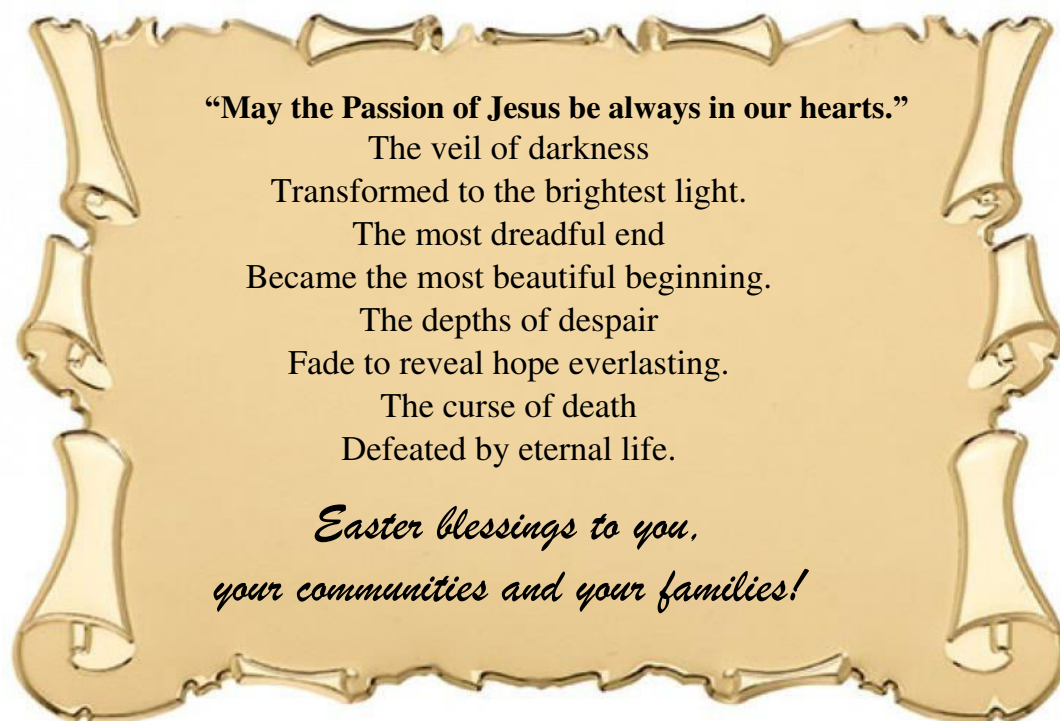 “May the Passion of Jesus be always in our hearts.”
The veil of darkness
Transformed to the brightest light.
The most dreadful end
Became the most beautiful beginning.
The depths of despair
Fade to reveal hope everlasting.
The curse of death
Defeated by eternal life.
Easter blessings to you,
your communities and your families!